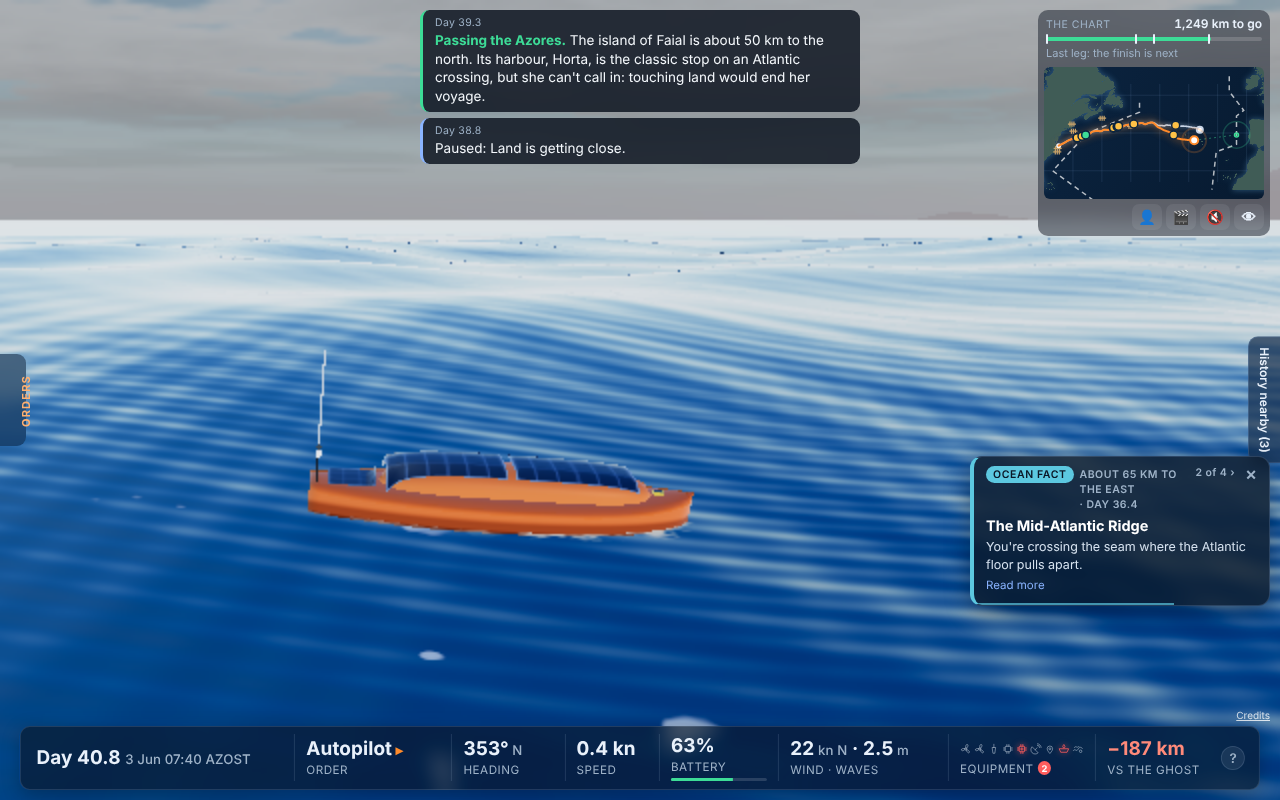 Day 39.3
Passing the Azores. The island of Faial is about 50 km to the
north. Its harbour, Horta, is the classic stop on an Atlantic
crossing, but she can't call in: touching land would end her
voyage.
Day 38.8
Paused: Land is getting close.
THE CHART
1,249 km to go
Last leg: the finish is next
ORDERS
History nearby (3)
OCEAN FACT
ABOUT 65 KM TO
THE EAST
· DAY 36.4
2 of 4 ›
✕
The Mid-Atlantic Ridge
You're crossing the seam where the Atlantic
floor pulls apart.
Read more
Credits
Day 40.8 3 Jun 07:40 AZOST
Autopilot ▸
ORDER
353° N
HEADING
0.4 kn
SPEED
63%
BATTERY
22 kn N · 2.5 m
WIND · WAVES
EQUIPMENT 2
−187 km
VS THE GHOST
?